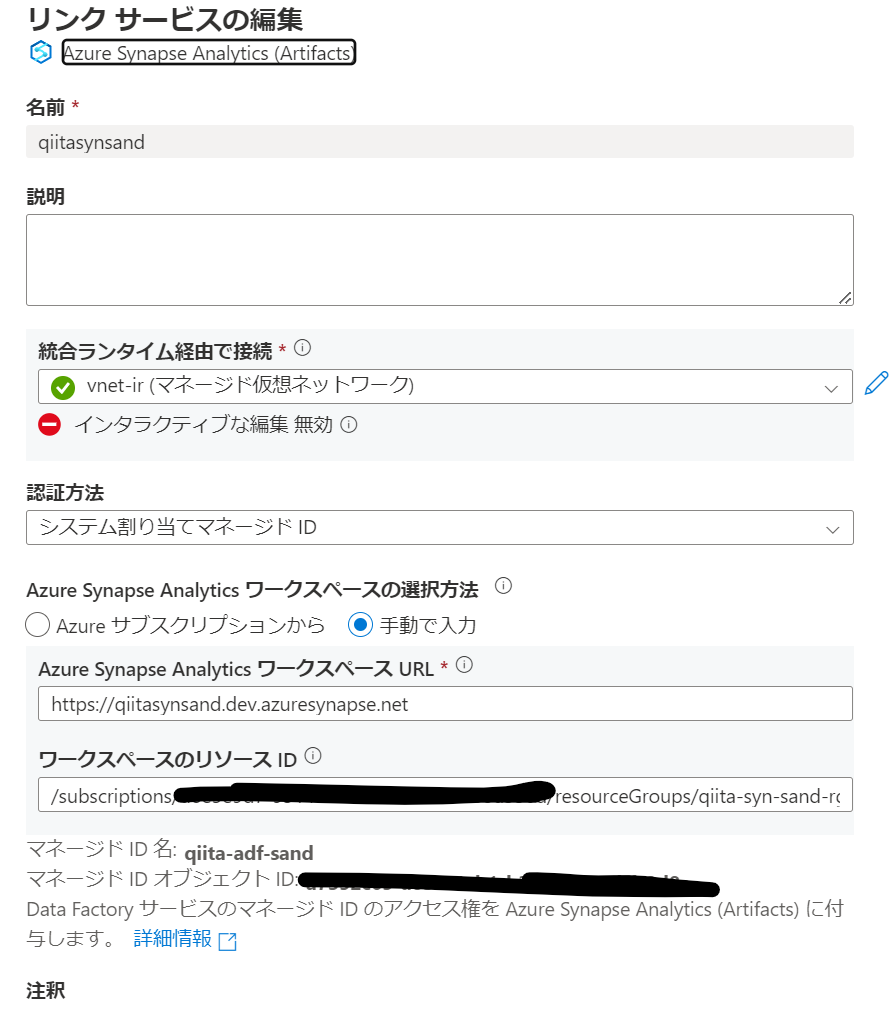 リンク サービスの編集
Azure Synapse Analytics (Artifacts)
名前 *
qiitasynsand
説明
統合ランタイム経由で接続 *
vnet-ir (マネージド仮想ネットワーク)
インタラクティブな編集 無効
認証方法
システム割り当てマネージド ID
Azure Synapse Analytics ワークスペースの選択方法
Azure サブスクリプションから 手動で入力
Azure Synapse Analytics ワークスペース URL *
https://qiitasynsand.dev.azuresynapse.net
ワークスペースのリソース ID
/subscriptions/ /resourceGroups/qiita-syn-sand-rg
マネージド ID 名: qiita-adf-sand
マネージド ID オブジェクト ID:
Data Factory サービスのマネージド ID のアクセス権を Azure Synapse Analytics (Artifacts) に付
与します。 詳細情報
注釈